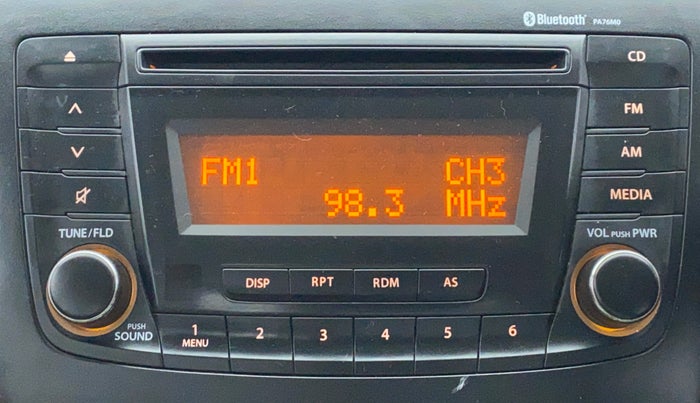 Bluetooth® PA76M0
CD
FM
AM
MEDIA
FM1 CH3
98.3 MHz
TUNE/FLD
VOL PUSH PWR
DISP RPT RDM AS
PUSH
SOUND
1 2 3 4 5 6
MENU